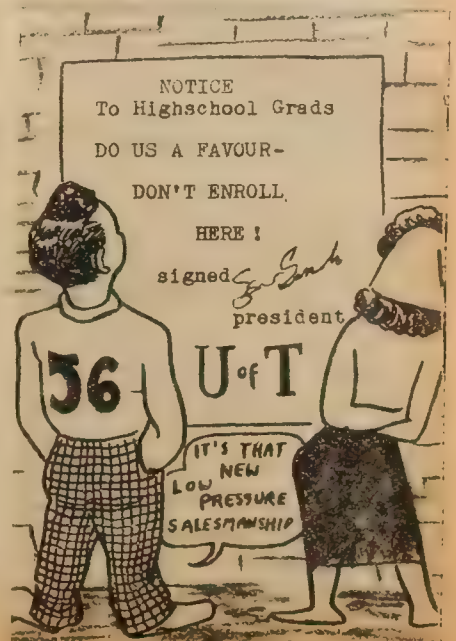 NOTICE
To Highschool Grads
DO US A FAVOUR-
DON'T ENROLL
HERE !
signed
president
U of T
56
IT'S THAT
NEW
LOW
PRESSURE
SALESMANSHIP